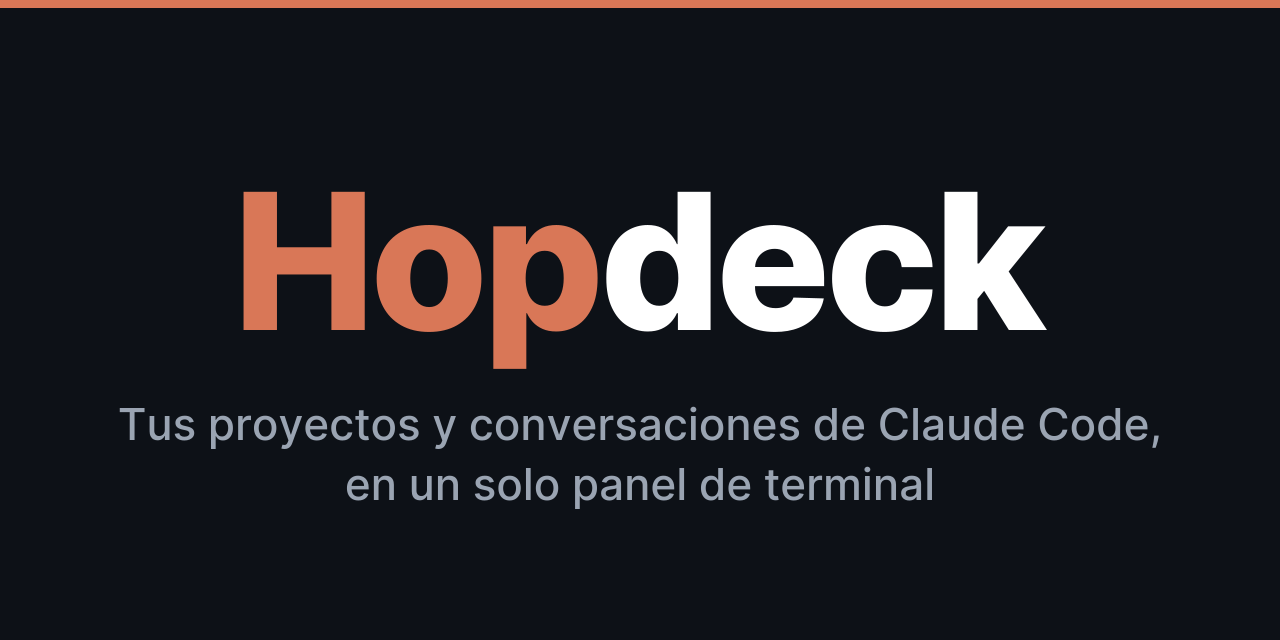 Hopdeck
Tus proyectos y conversaciones de Claude Code,
en un solo panel de terminal